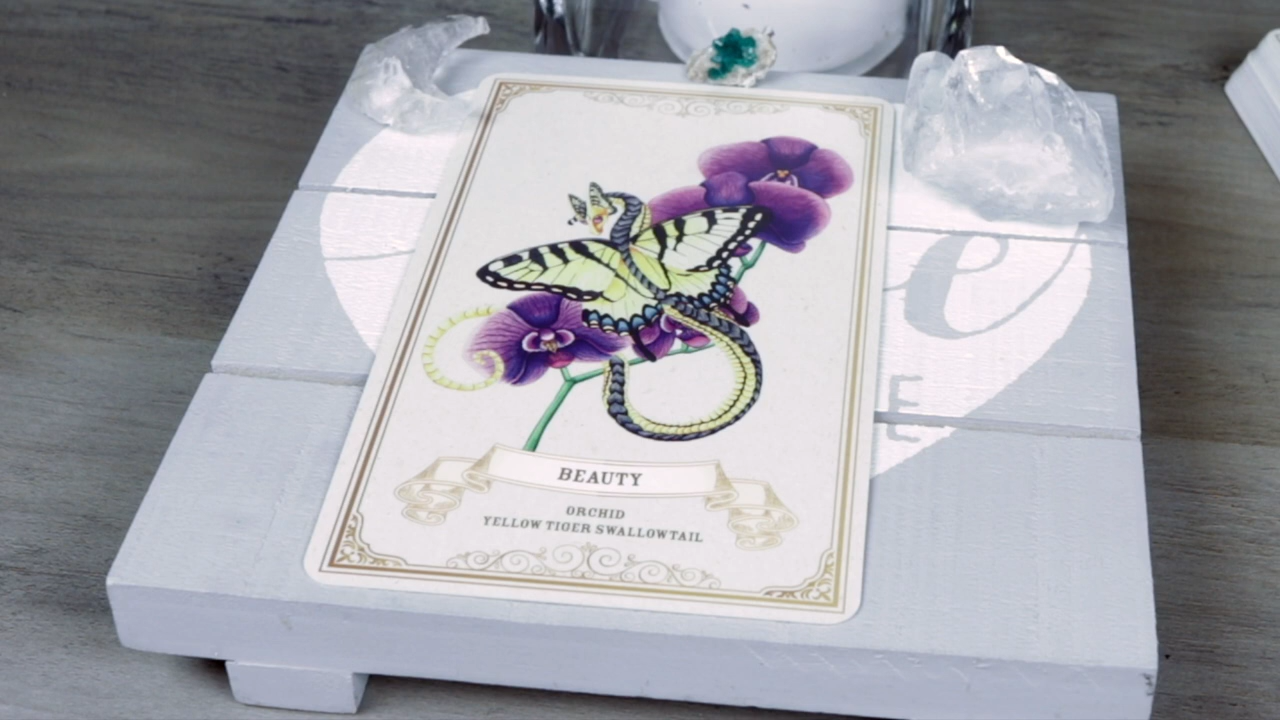 BEAUTY
ORCHID
YELLOW TIGER SWALLOWTAIL
e
E